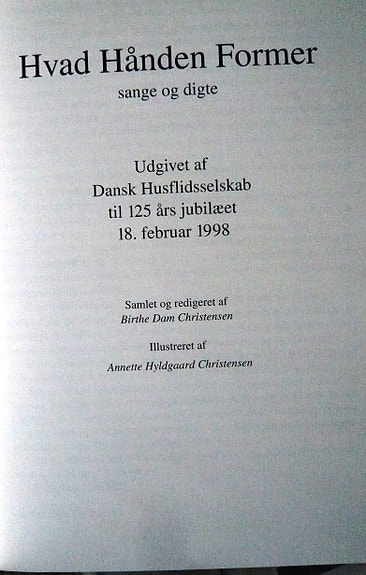 Hvad Hånden Former
sange og digte
Udgivet af
Dansk Husflidsselskab
til 125 års jubilæet
18. februar 1998
Samlet og redigeret af
Birthe Dam Christensen
Illustreret af
Annette Hyldgaard Christensen